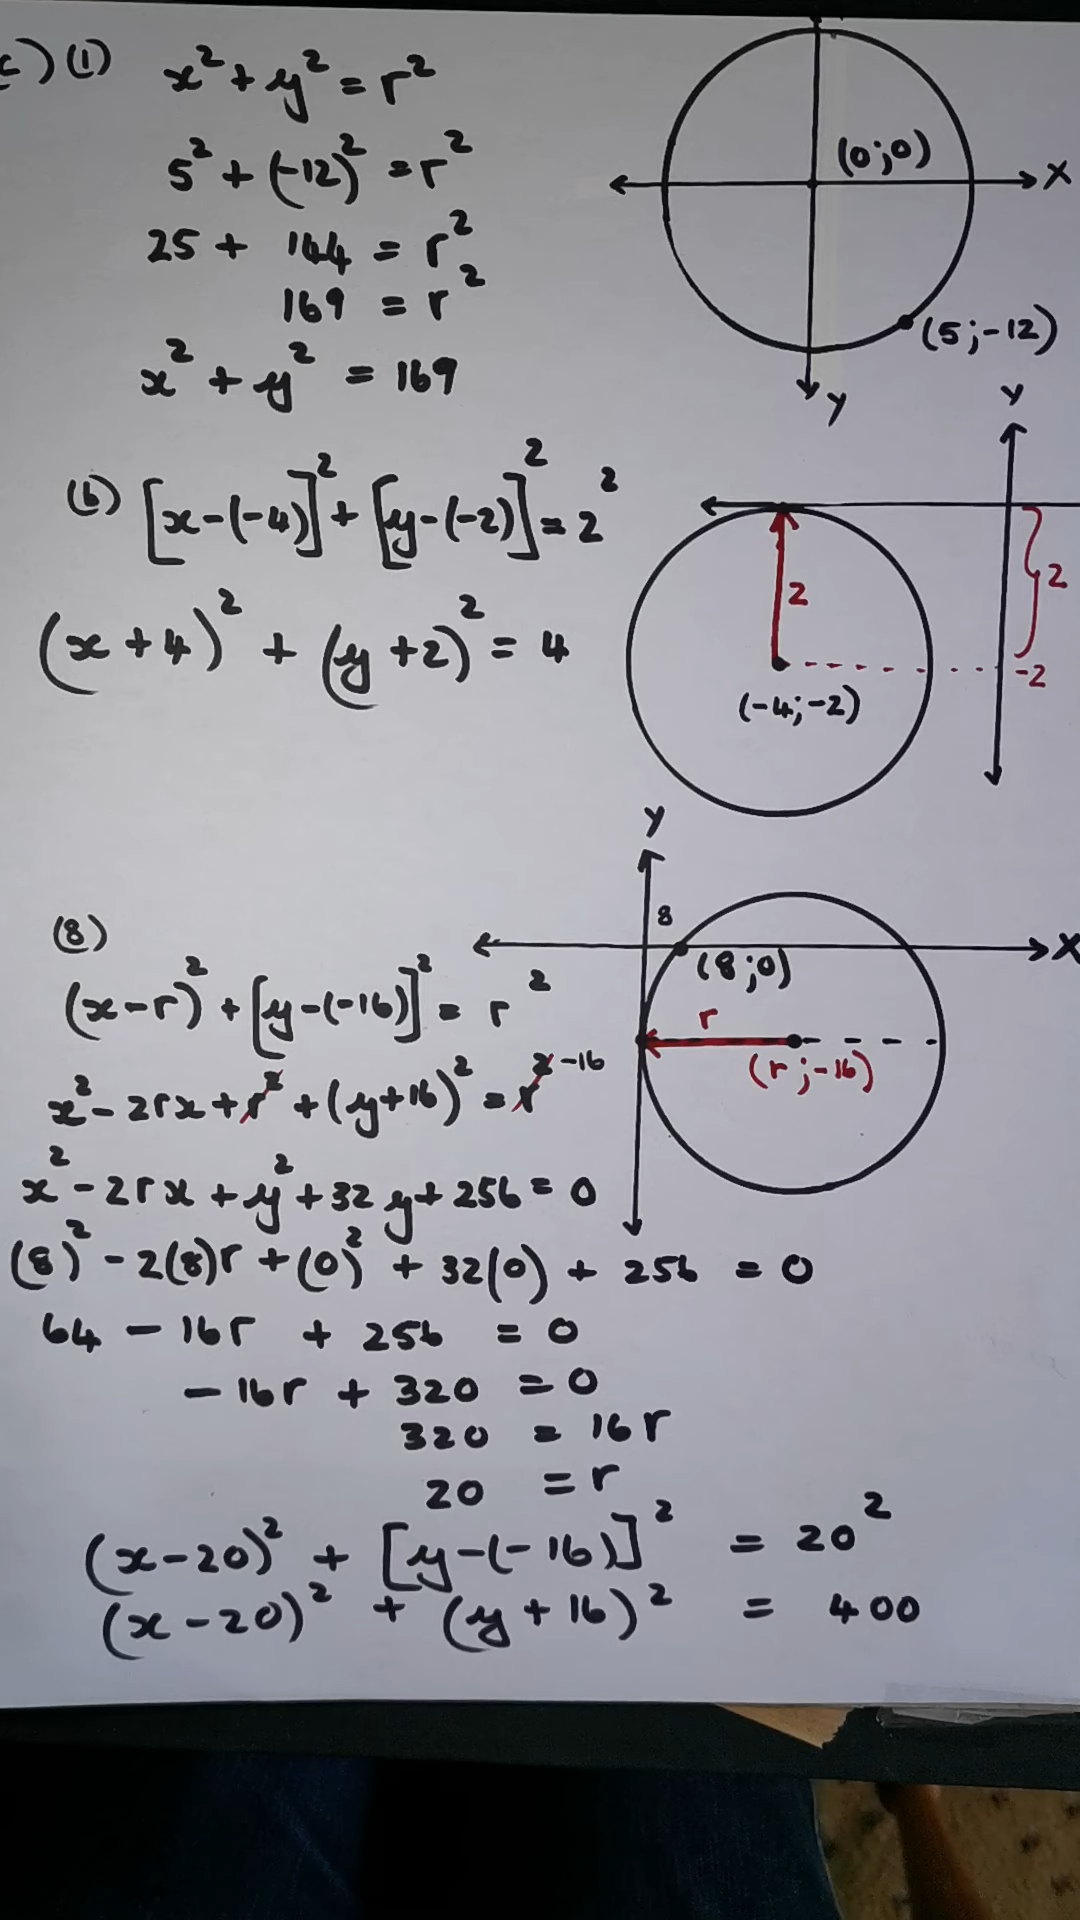 c) (1) x² + y² = r²
5² + (-12)² = r²
25 + 144 = r²
169 = r²
x² + y² = 169
(0;0)
X
(5;-12)
Y
(6) [x-(-4)]² + [y-(-2)]² = 2²
(x + 4)² + (y + 2)² = 4
Y
2
2
-2
(-4;-2)
(8)
(x-r)² + [y-(-16)]² = r²
x² - 2rx + r² + (y+16)² = r²
x² - 2rx + y² + 32y + 256 = 0
(8)² - 2(8)r + (0)² + 32(0) + 256 = 0
64 - 16r + 256 = 0
- 16r + 320 = 0
320 = 16r
20 = r
(x-20)² + [y-(-16)]² = 20²
(x-20)² + (y+16)² = 400
Y
8
X
(8;0)
r
-16
(r;-16)